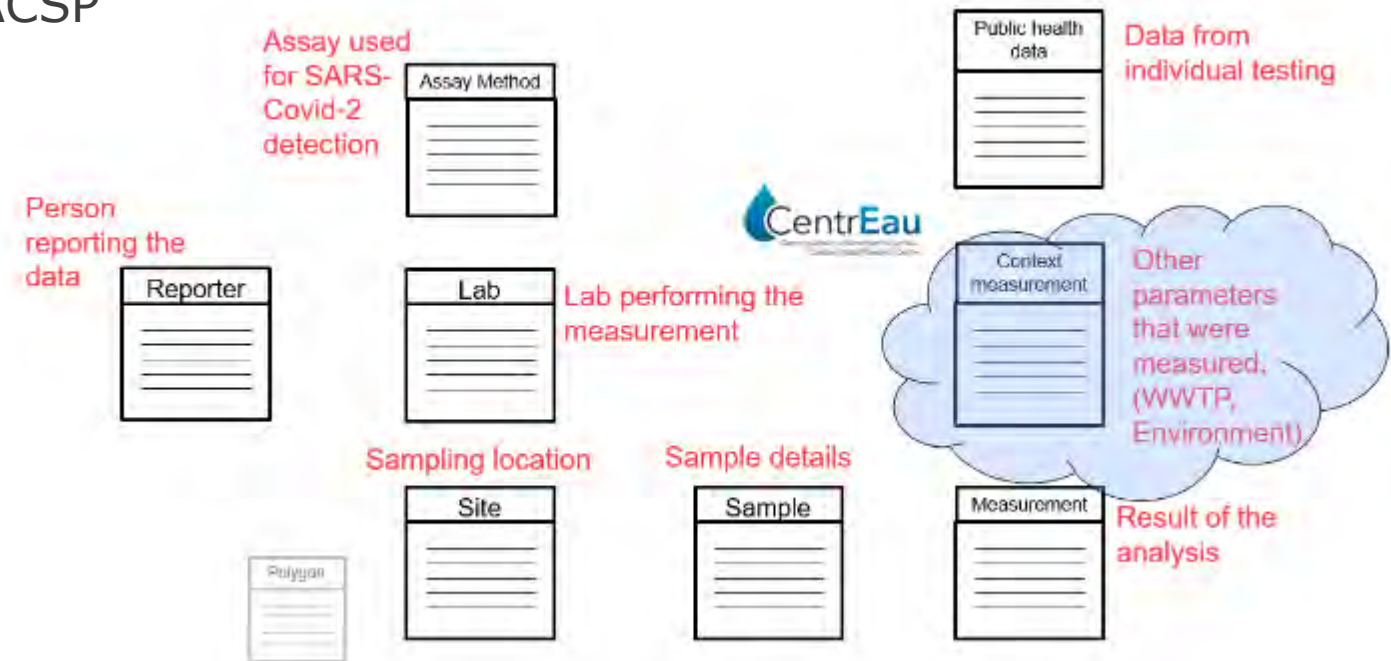 ACSP
Assay used
for SARS-
Covid-2
detection
Assay Method
Public health
data
Data from
individual testing
Person
reporting the
data
Reporter
Lab
Lab performing the
measurement
CentrEau
Context
measurement
Other
parameters
that were
measured.
(WWTP,
Environment)
Sampling location
Site
Sample details
Sample
Measurement
Result of the
analysis
Polygon